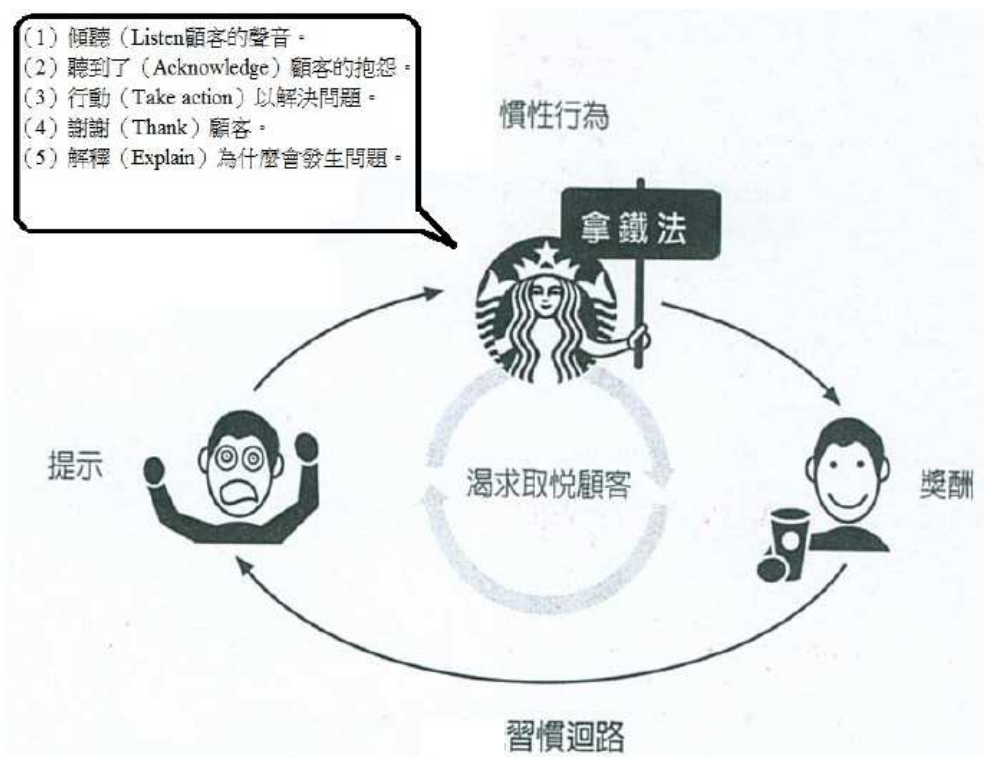 (1) 傾聽（Listen顧客的聲音。
(2) 聽到了（Acknowledge）顧客的抱怨。
(3) 行動（Take action）以解決問題。
(4) 謝謝（Thank）顧客。
(5) 解釋（Explain）為什麼會發生問題。
慣性行為
拿鐵法
提示
渴求取悅顧客
獎酬
習慣迴路